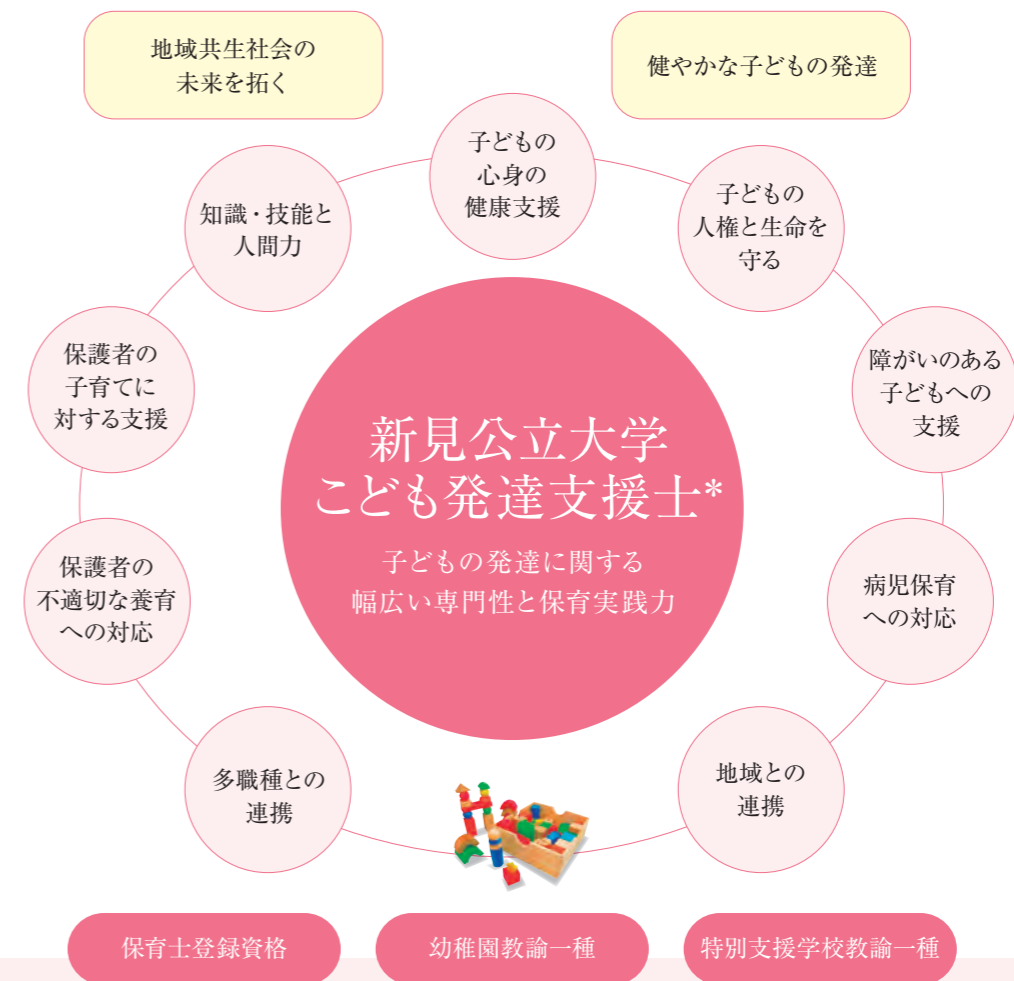 地域共生社会の
未来を拓く
健やかな子どもの発達
子どもの
心身の
健康支援
知識・技能と
人間力
子どもの
人権と生命を
守る
保護者の
子育てに
対する支援
障がいのある
子どもへの
支援
新見公立大学
こども発達支援士*
子どもの発達に関する
幅広い専門性と保育実践力
保護者の
不適切な養育
への対応
病児保育
への対応
多職種との
連携
地域との
連携
保育士登録資格
幼稚園教諭一種
特別支援学校教諭一種